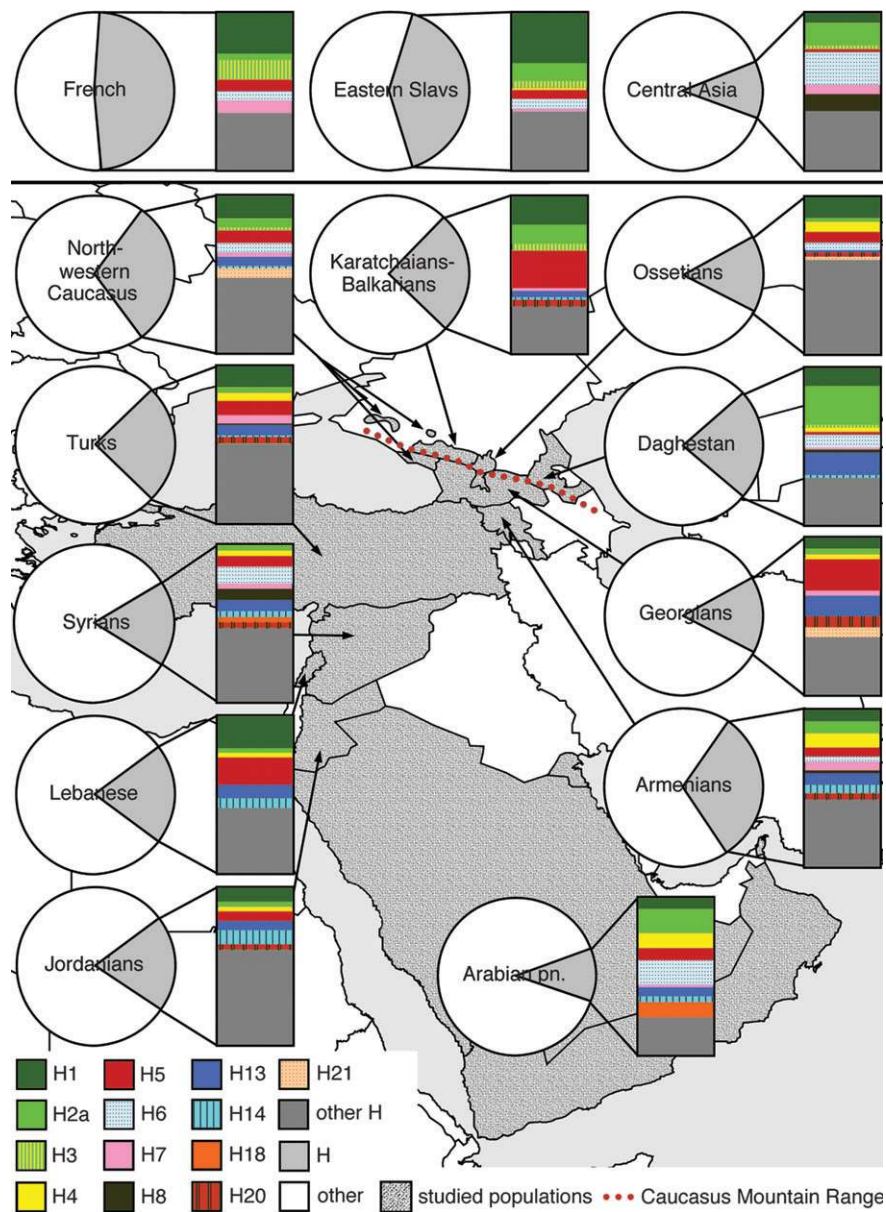 French
Eastern Slavs
Central Asia
North-
western
Caucasus
Karatchaians-
Balkarians
Ossetians
Turks
Daghestan
Syrians
Georgians
Lebanese
Armenians
Jordanians
Arabian pn.
H1 H5 H13 H21
H2a H6 H14 other H
H3 H7 H18 H
H4 H8 H20 other studied populations Caucasus Mountain Range